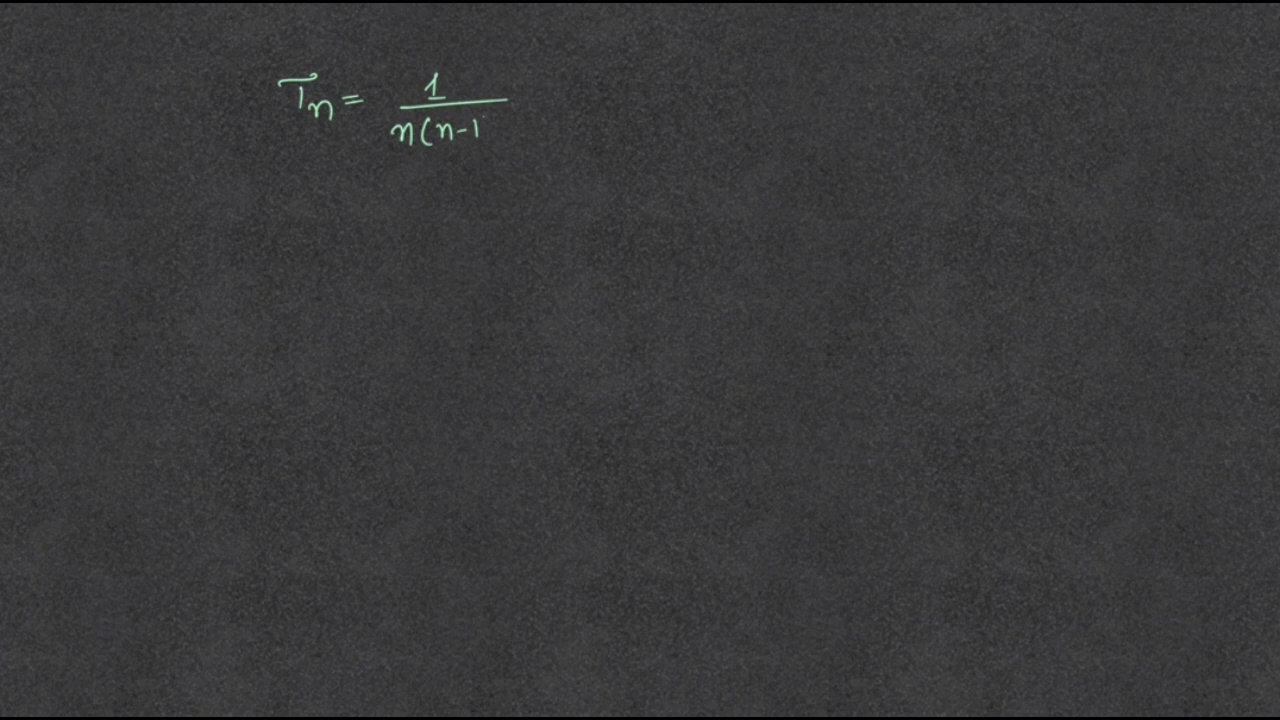 Tn = 1/n(n-1